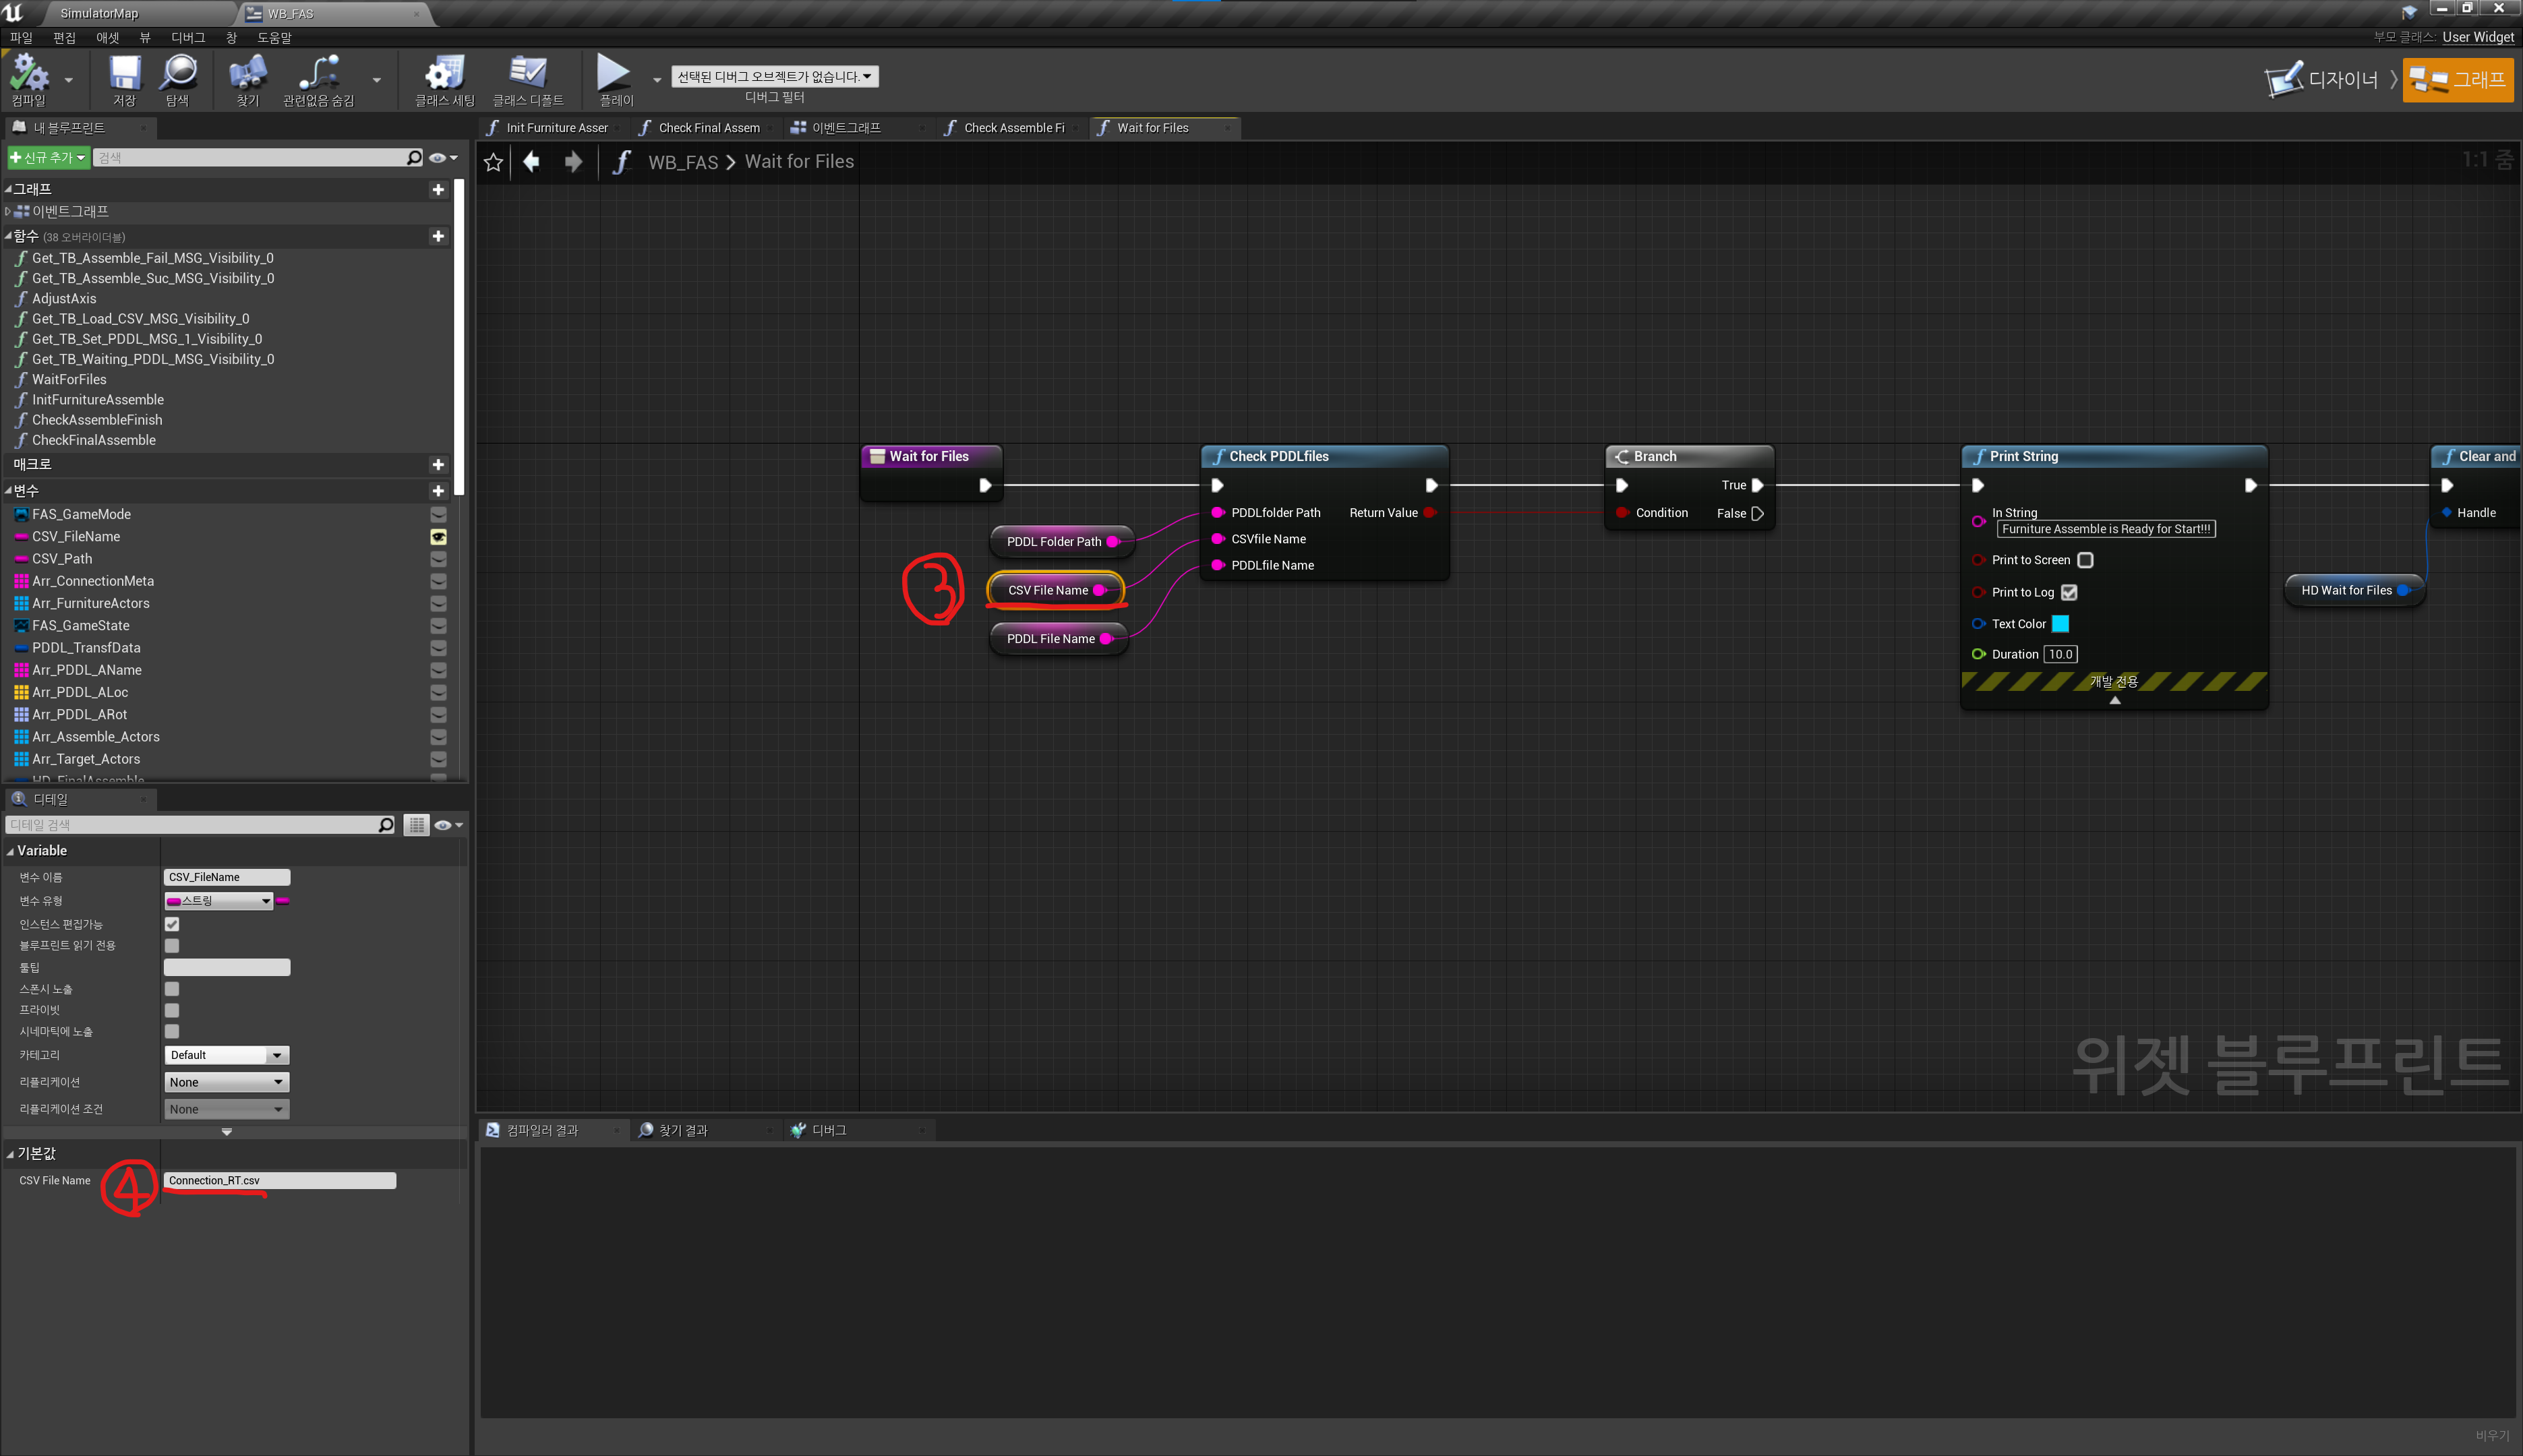 SimulatorMap
WB_FAS
파일 편집 애셋 뷰 디버그 창 도움말
부모 클래스: User Widget
컴파일
저장
탐색
찾기
관련없음 숨김
클래스 세팅
클래스 디폴트
플레이
선택된 디버그 오브젝트가 없습니다.
디버그 필터
디자이너
그래프
내 블루프린트
Init Furniture Asser
Check Final Assem
이벤트그래프
Check Assemble Fi
Wait for Files
신규 추가
검색
WB_FAS > Wait for Files
1:1 줌
그래프
이벤트그래프
함수 (38 오버라이더블)
Get_TB_Assemble_Fail_MSG_Visibility_0
Get_TB_Assemble_Suc_MSG_Visibility_0
AdjustAxis
Get_TB_Load_CSV_MSG_Visibility_0
Get_TB_Set_PDDL_MSG_1_Visibility_0
Get_TB_Waiting_PDDL_MSG_Visibility_0
WaitForFiles
InitFurnitureAssemble
CheckAssembleFinish
CheckFinalAssemble
매크로
변수
FAS_GameMode
CSV_FileName
CSV_Path
Arr_ConnectionMeta
Arr_FurnitureActors
FAS_GameState
PDDL_TransfData
Arr_PDDL_AName
Arr_PDDL_ALoc
Arr_PDDL_ARot
Arr_Assemble_Actors
Arr_Target_Actors
HD_FinalAssemble
Wait for Files
Check PDDLfiles
PDDLfolder Path
Return Value
CSVfile Name
PDDLfile Name
PDDL Folder Path
3
CSV File Name
PDDL File Name
Branch
True
Condition
False
Print String
In String
Furniture Assemble is Ready for Start!!!
Print to Screen
Print to Log
Text Color
Duration 10.0
개발 전용
Clear and
Handle
HD Wait for Files
위젯 블루프린트
디테일
디테일 검색
Variable
변수 이름 CSV_FileName
변수 유형 스트링
인스턴스 편집가능
블루프린트 읽기 전용
툴팁
스폰시 노출
프라이빗
시네마틱에 노출
카테고리 Default
리플리케이션 None
리플리케이션 조건 None
기본값
CSV File Name 4 Connection_RT.csv
컴파일러 결과
찾기 결과
디버그
비우기